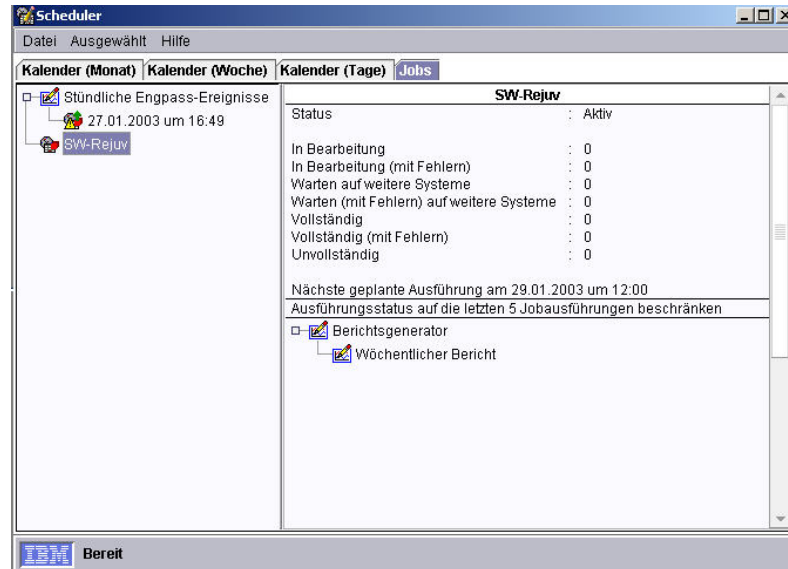 Scheduler
Datei Ausgewählt Hilfe
Kalender (Monat) Kalender (Woche) Kalender (Tage) Jobs
Stündliche Engpass-Ereignisse
27.01.2003 um 16:49
SW-Rejuv
SW-Rejuv
Status : Aktiv
In Bearbeitung : 0
In Bearbeitung (mit Fehlern) : 0
Warten auf weitere Systeme : 0
Warten (mit Fehlern) auf weitere Systeme : 0
Vollständig : 0
Vollständig (mit Fehlern) : 0
Unvollständig : 0
Nächste geplante Ausführung am 29.01.2003 um 12:00
Ausführungsstatus auf die letzten 5 Jobausführungen beschränken
Berichtsgenerator
Wöchentlicher Bericht
IBM Bereit